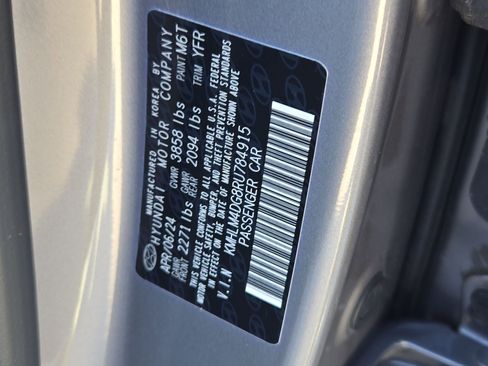 MANUFACTURED IN KOREA BY
HYUNDAI MOTOR COMPANY
APR/06/24 GVWR 3858 lbs PAINT M6T
GAWR FRONT 2271 lbs GAWR REAR 2094 lbs TRIM YFR
THIS VEHICLE CONFORMS TO ALL APPLICABLE U.S.A. FEDERAL
MOTOR VEHICLE SAFETY, BUMPER, AND THEFT PREVENTION STANDARDS
IN EFFECT ON THE DATE OF MANUFACTURE SHOWN ABOVE
V.I.N KMHLM4DG8RU784915
PASSENGER CAR